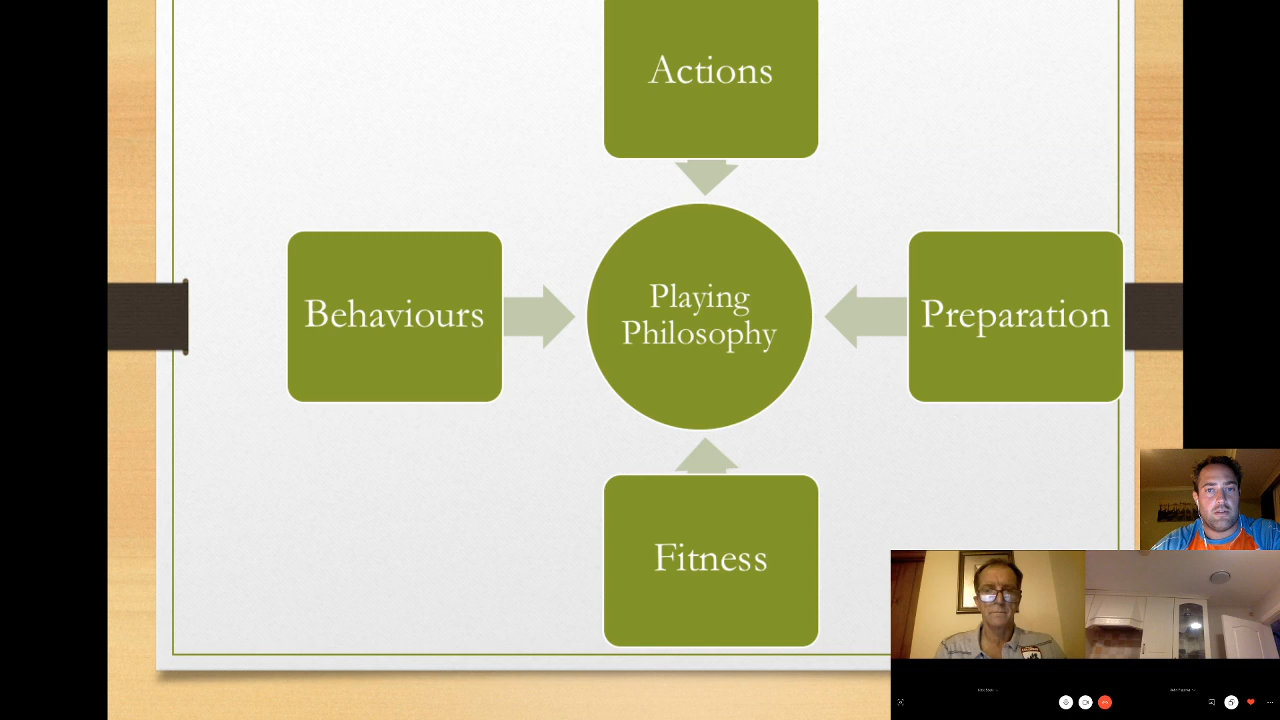 Actions
Behaviours
Playing
Philosophy
Preparation
Fitness